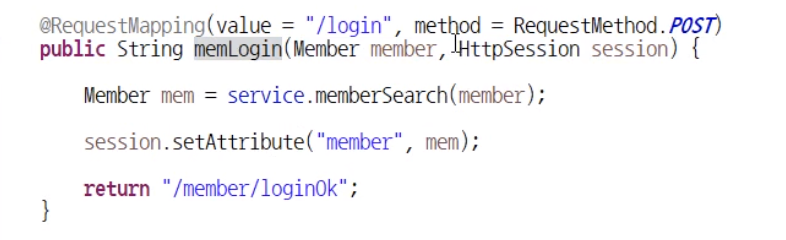 @RequestMapping(value = "/login", method = RequestMethod.POST)
public String memLogin(Member member, HttpSession session) {
Member mem = service.memberSearch(member);
session.setAttribute("member", mem);
return "/member/loginOk";
}